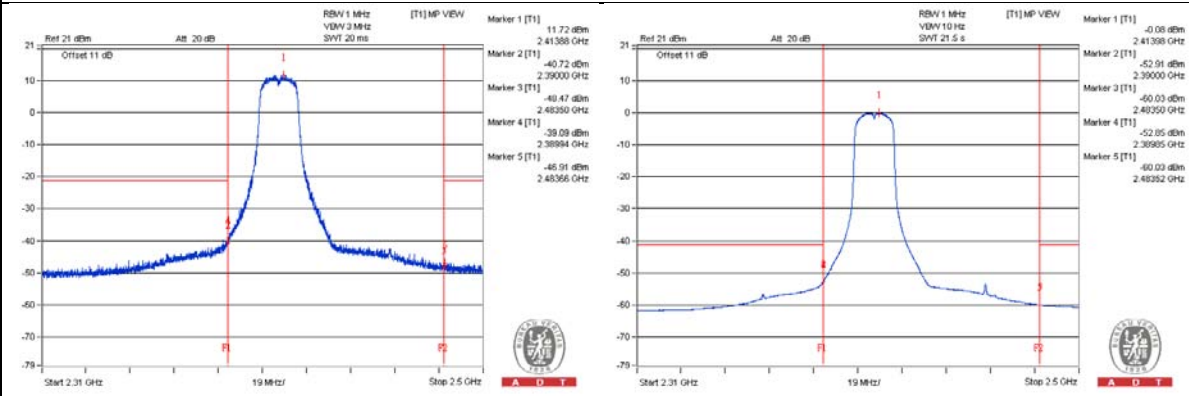 RBW 1 MHz
[T1] MP VIEW
VBW 3 MHz
Ref 21 dBm
Att 20 dB
SWT 20 ms
Offset 11 dB
21
10
0
-10
-20
-30
-40
-50
-60
-70
-79
1
F1
F2
Start 2.31 GHz
19 MHz/
Stop 2.5 GHz
Marker 1 [T1]
11.72 dBm
2.41388 GHz
Marker 2 [T1]
-40.72 dBm
2.39000 GHz
Marker 3 [T1]
-48.47 dBm
2.48350 GHz
Marker 4 [T1]
-39.09 dBm
2.38994 GHz
Marker 5 [T1]
-46.91 dBm
2.48366 GHz
BUREAU VERITAS
1828
A D T
RBW 1 MHz
[T1] MP VIEW
VBW 10 Hz
Ref 21 dBm
Att 20 dB
SWT 21.5 s
Offset 11 dB
21
10
0
-10
-20
-30
-40
-50
-60
-70
-79
1
F1
F2
Start 2.31 GHz
19 MHz/
Stop 2.5 GHz
Marker 1 [T1]
-0.08 dBm
2.41398 GHz
Marker 2 [T1]
-52.91 dBm
2.39000 GHz
Marker 3 [T1]
-60.03 dBm
2.48350 GHz
Marker 4 [T1]
-52.85 dBm
2.38985 GHz
Marker 5 [T1]
-60.03 dBm
2.48352 GHz
BUREAU VERITAS
1828
A D T